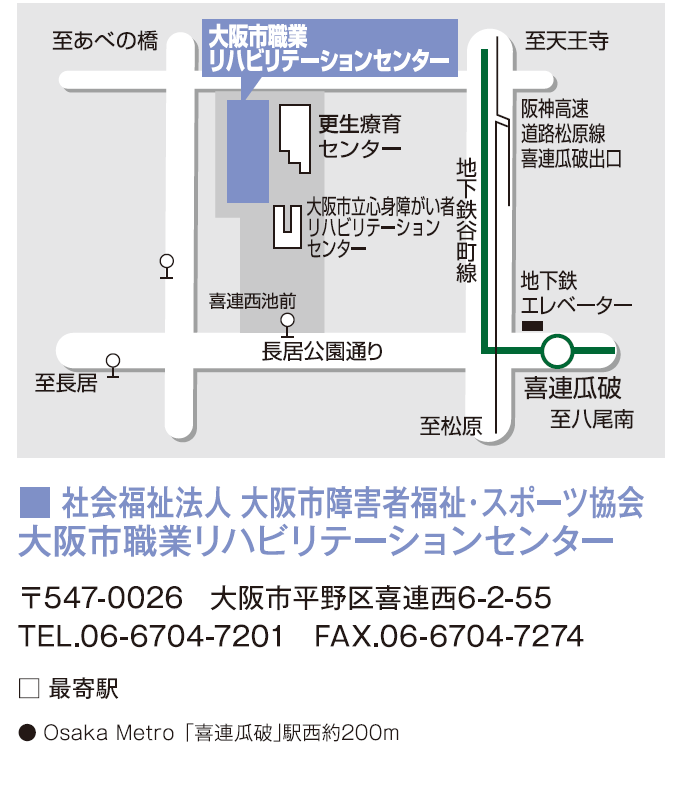 至あべの橋
大阪市職業
リハビリテーションセンター
至天王寺
阪神高速
道路松原線
喜連瓜破出口
更生療育
センター
地下鉄谷町線
大阪市立心身障がい者
リハビリテーション
センター
地下鉄
エレベーター
喜連西池前
長居公園通り
至長居
喜連瓜破
至八尾南
至松原
■ 社会福祉法人 大阪市障害者福祉・スポーツ協会
大阪市職業リハビリテーションセンター
〒547-0026 大阪市平野区喜連西6-2-55
TEL.06-6704-7201 FAX.06-6704-7274
□ 最寄駅
● Osaka Metro 「喜連瓜破」駅西約200m